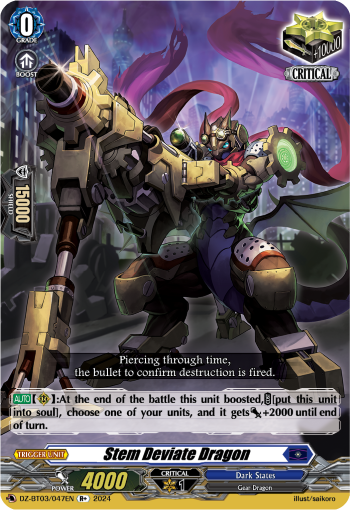 0
GRADE
BOOST
+10000
CRITICAL
15000
SHIELD
Piercing through time,
the bullet to confirm destruction is fired.
AUTO【 】:At the end of the battle this unit boosted, [put this unit
into soul], choose one of your units, and it gets +2000 until end
of turn.
TRIGGER UNIT
Stem Deviate Dragon
POWER
4000
CRITICAL
1
Dark States
Gear Dragon
DZ-BT03/047EN R+ 2024
illust/saikoro